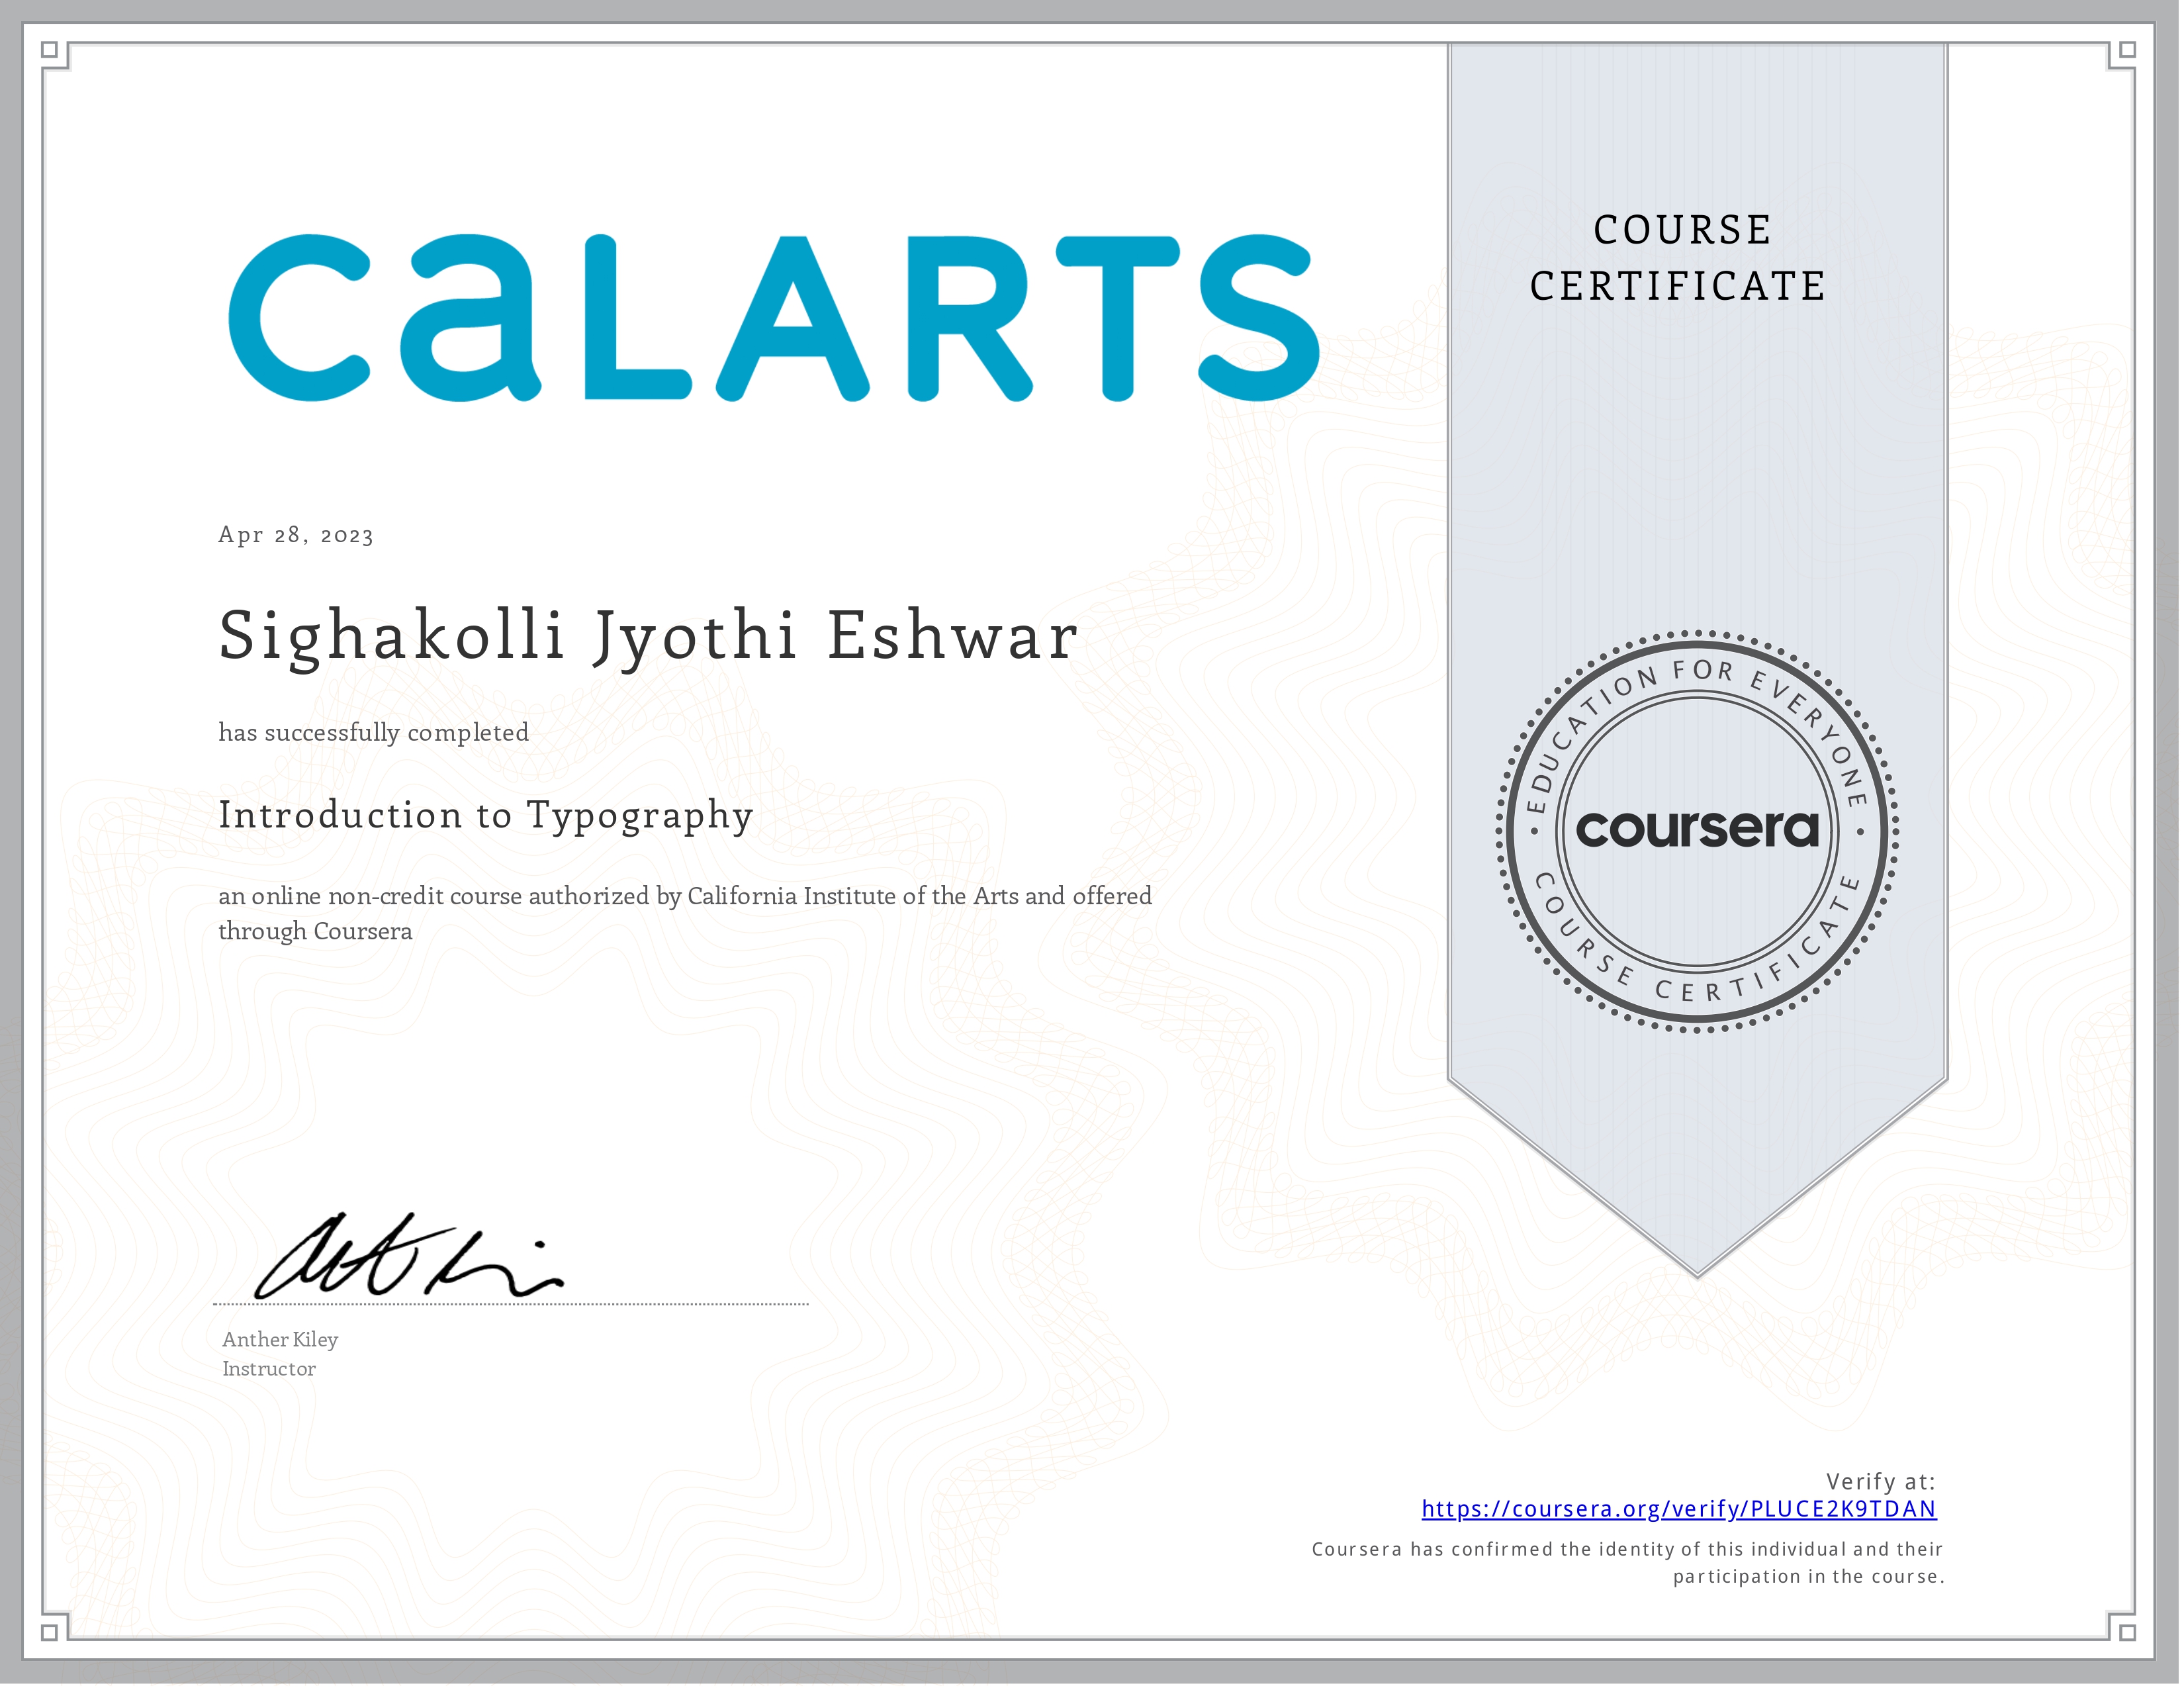 CaLARTS
COURSE
CERTIFICATE
Apr 28, 2023
Sighakolli Jyothi Eshwar
has successfully completed
Introduction to Typography
an online non-credit course authorized by California Institute of the Arts and offered
through Coursera
EDUCATION FOR EVERYONE
coursera
COURSE CERTIFICATE
Anther Kiley
Instructor
Verify at:
https://coursera.org/verify/PLUCE2K9TDAN
Coursera has confirmed the identity of this individual and their
participation in the course.